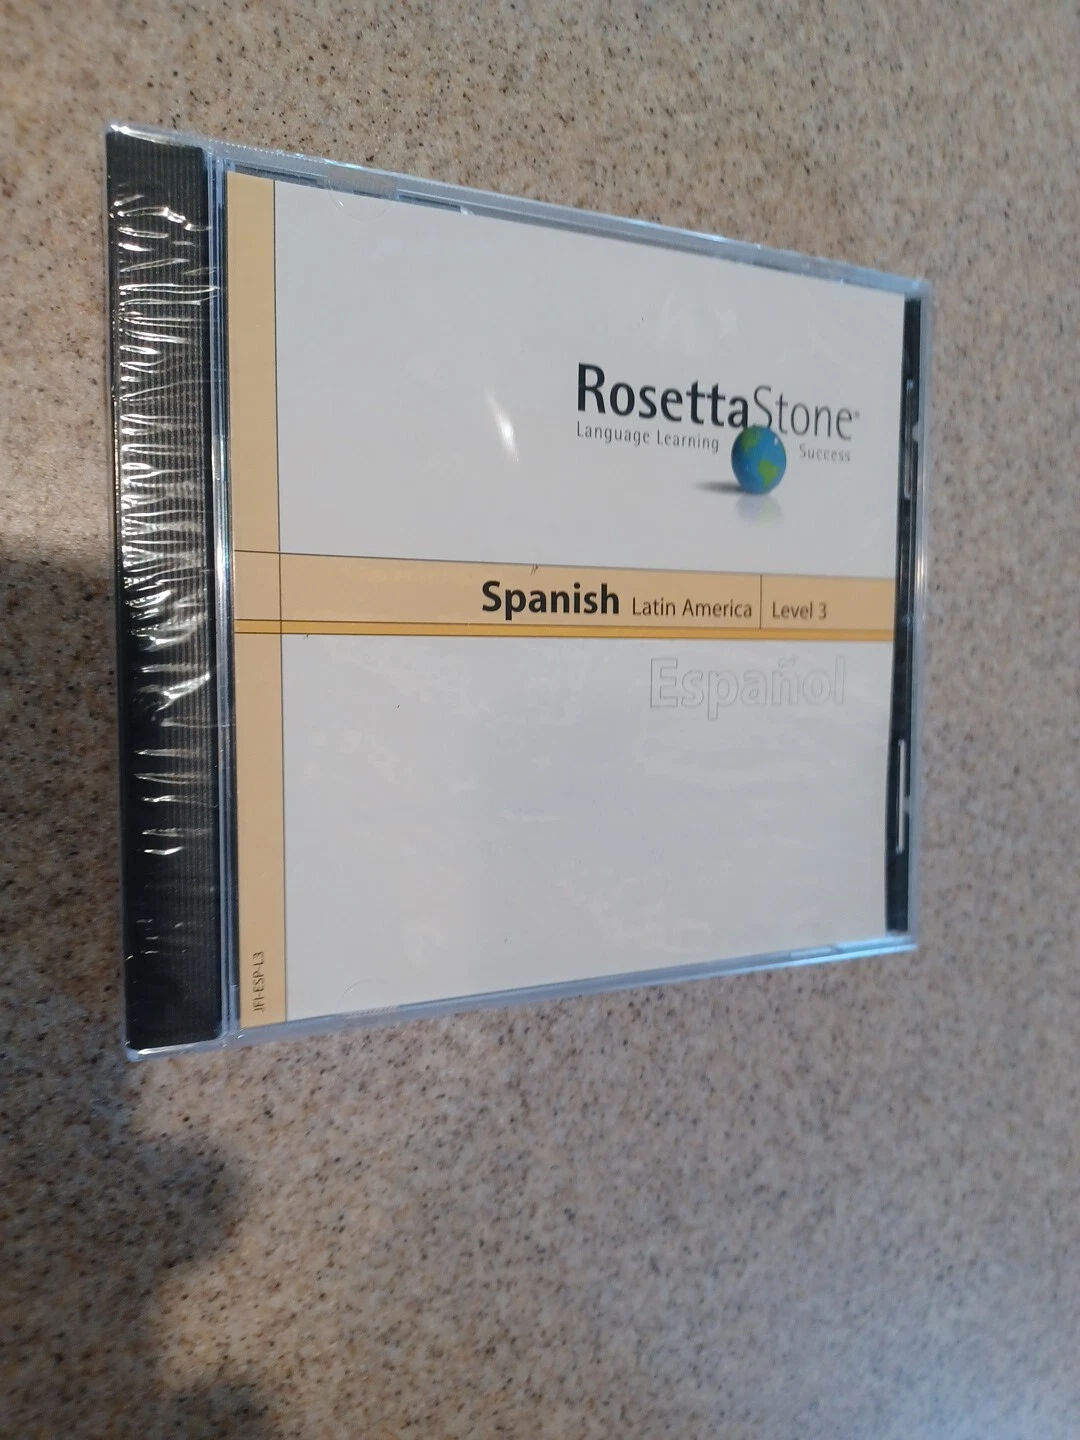 RosettaStone®
Language Learning Success
Spanish Latin America Level 3
Español
JFI-ESP-L3